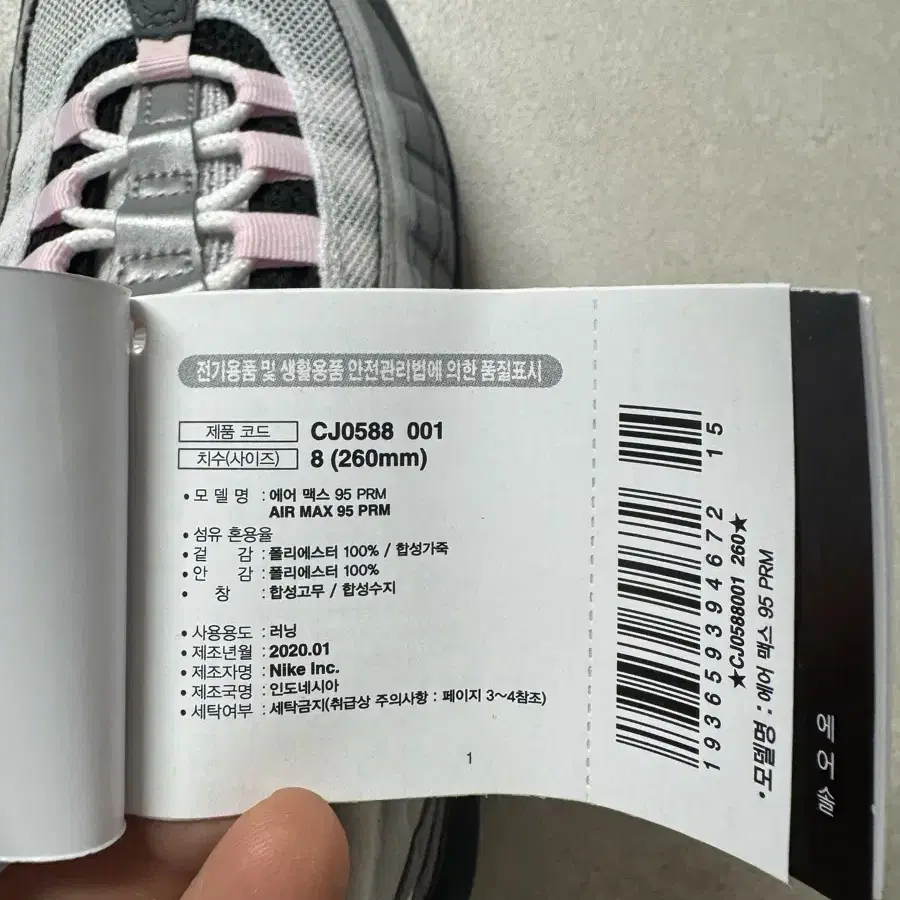 전기용품 및 생활용품 안전관리법에 의한 품질표시
제품 코드 CJ0588 001
치수(사이즈) 8 (260mm)
• 모 델 명 : 에어 맥스 95 PRM
AIR MAX 95 PRM
• 섬유 혼용율
• 겉 감 : 폴리에스터 100% / 합성가죽
• 안 감 : 폴리에스터 100%
• 창 : 합성고무 / 합성수지
• 사용용도 : 러닝
• 제조년월 : 2020.01
• 제조자명 : Nike Inc.
• 제조국명 : 인도네시아
• 세탁여부 : 세탁금지(취급상 주의사항 : 페이지 3~4참조)
1
15
193659394672
★CJ0588001 260★
• 모델명 : 에어 맥스 95 PRM
에어솔